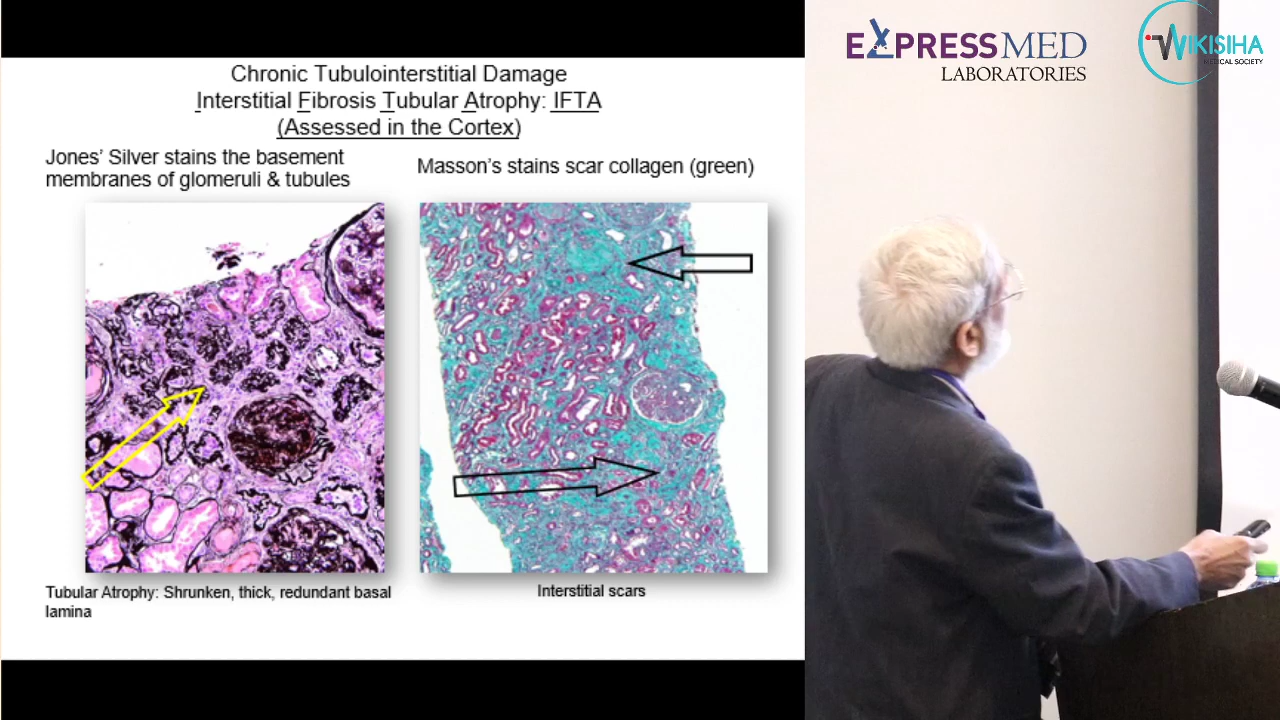 Chronic Tubulointerstitial Damage
Interstitial Fibrosis Tubular Atrophy: IFTA
(Assessed in the Cortex)
Jones’ Silver stains the basement
membranes of glomeruli & tubules
Masson’s stains scar collagen (green)
Tubular Atrophy: Shrunken, thick, redundant basal
lamina
Interstitial scars
EXPRESSMED
LABORATORIES
WIKISIHA
MEDICAL SOCIETY